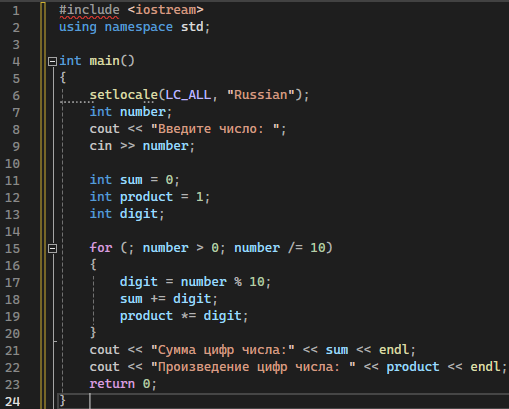 1 #include <iostream>
2 using namespace std;
3
4 int main()
5 {
6 setlocale(LC_ALL, "Russian");
7 int number;
8 cout << "Введите число: ";
9 cin >> number;
10
11 int sum = 0;
12 int product = 1;
13 int digit;
14
15 for (; number > 0; number /= 10)
16 {
17 digit = number % 10;
18 sum += digit;
19 product *= digit;
20 }
21 cout << "Сумма цифр числа:" << sum << endl;
22 cout << "Произведение цифр числа: " << product << endl;
23 return 0;
24 }